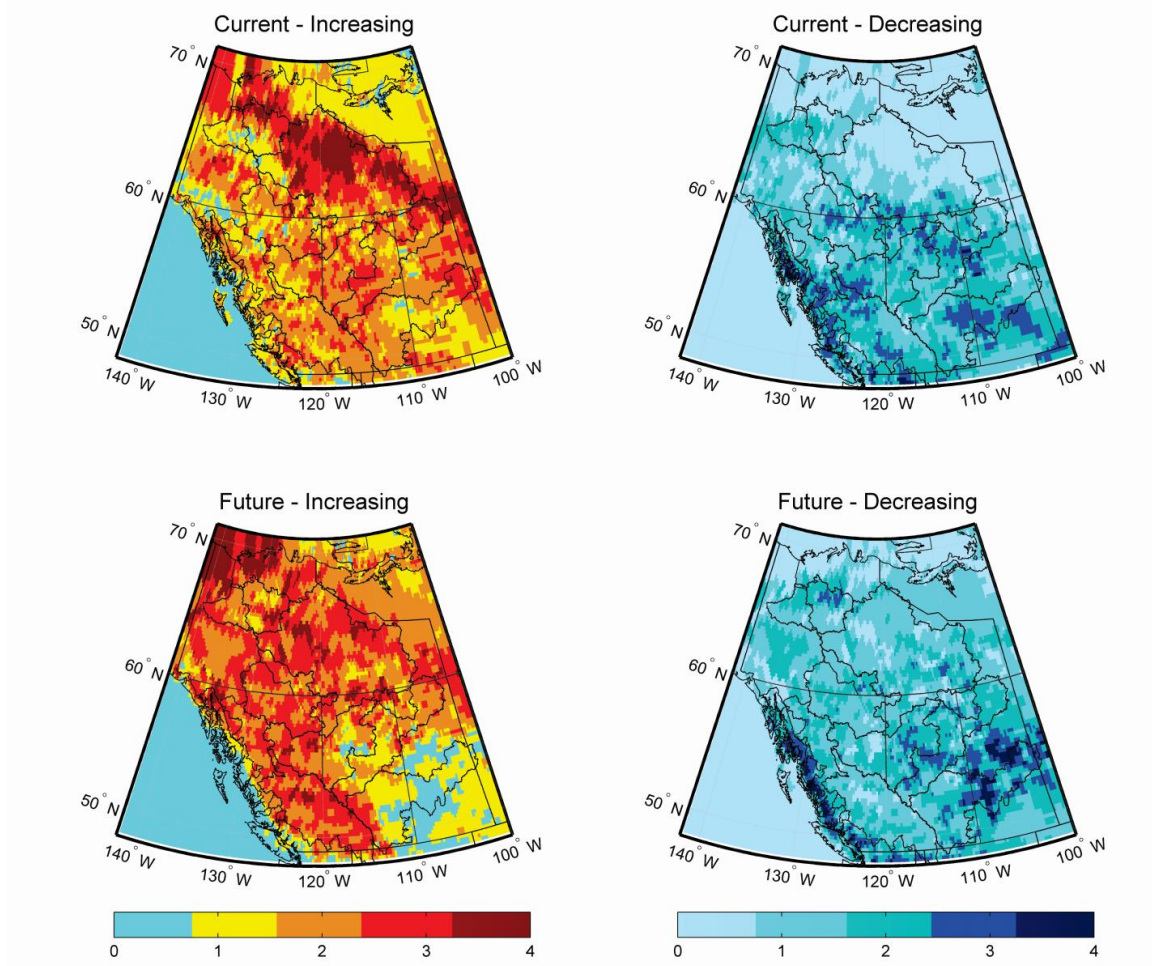 Current - Increasing
Current - Decreasing
70° N
60° N
50° N
140° W
130° W
120° W
110° W
100° W
70° N
60° N
50° N
140° W
130° W
120° W
110° W
100° W
Future - Increasing
Future - Decreasing
70° N
60° N
50° N
140° W
130° W
120° W
110° W
100° W
70° N
60° N
50° N
140° W
130° W
120° W
110° W
100° W
0 1 2 3 4
0 1 2 3 4